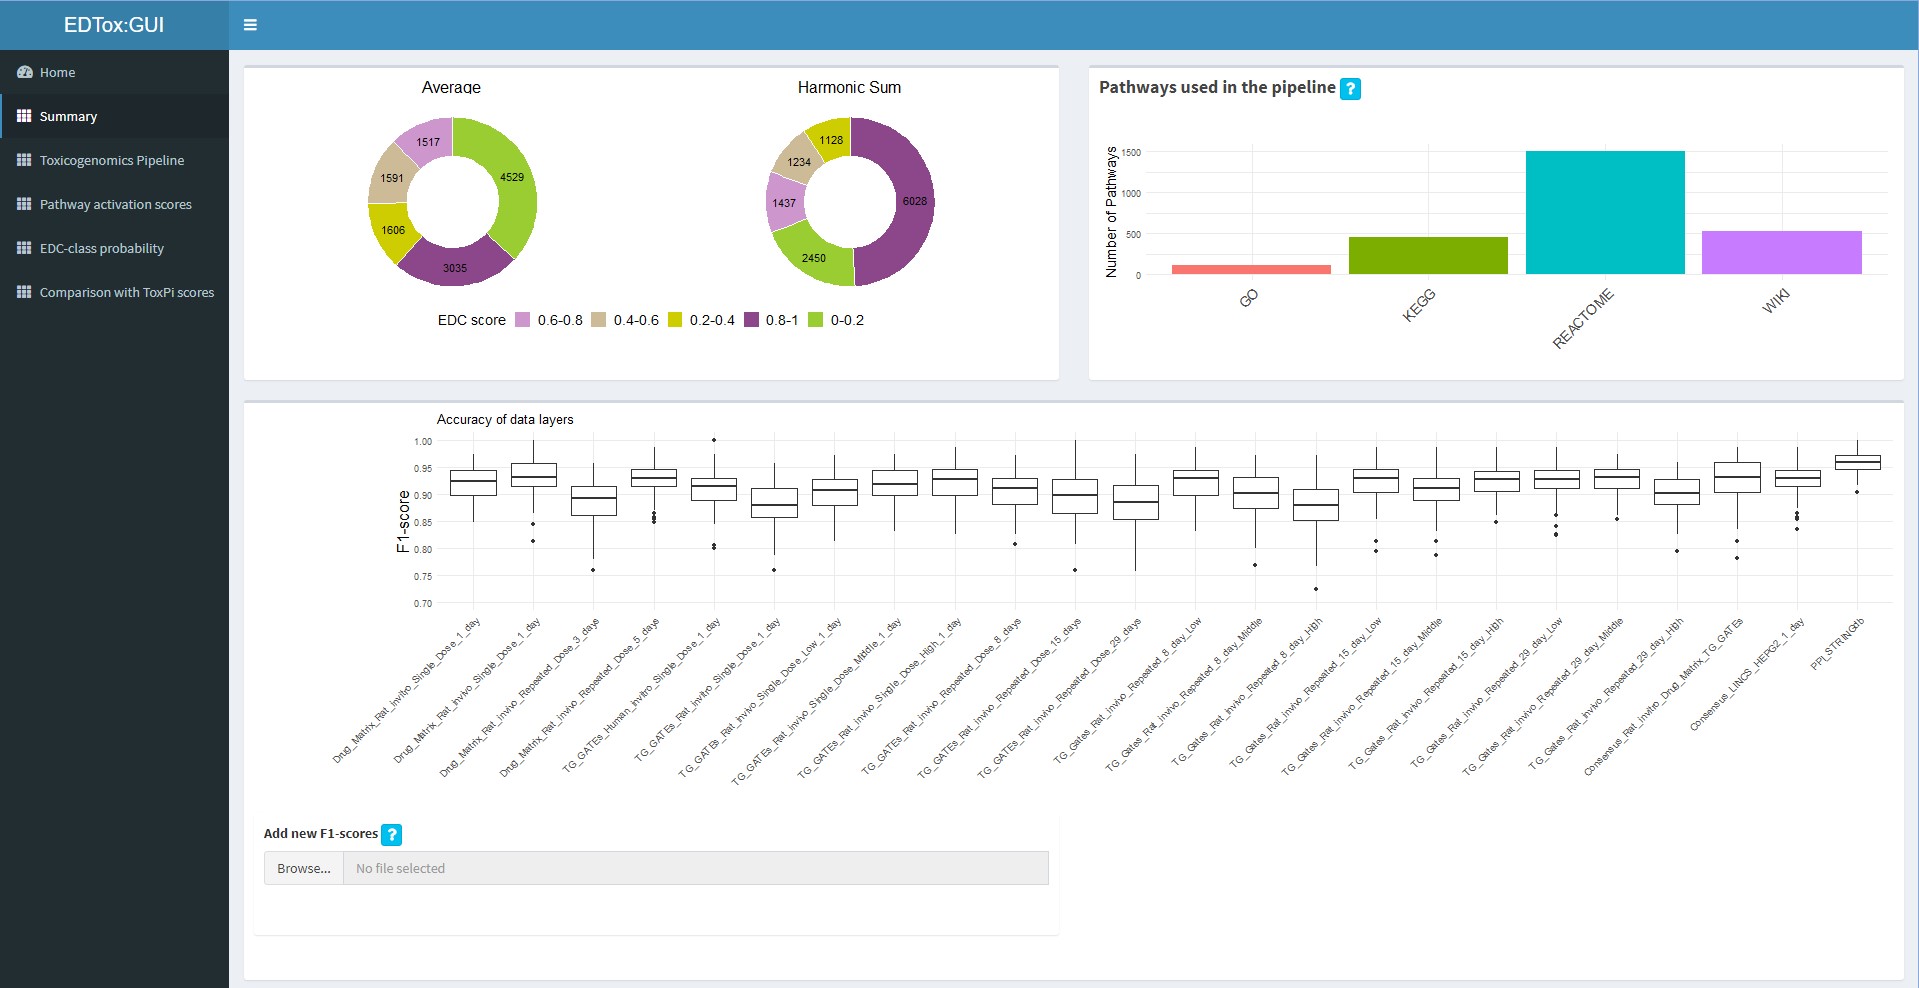 EDTox:GUI
Home
Summary
Toxicogenomics Pipeline
Pathway activation scores
EDC-class probability
Comparison with ToxPi scores
Average
1517
4529
1591
1606
3035
Harmonic Sum
1128
1234
1437
6028
2450
EDC score 0.6-0.8 0.4-0.6 0.2-0.4 0.8-1 0-0.2
Pathways used in the pipeline ?
Number of Pathways
1500
1000
500
0
GO
KEGG
REACTOME
WIKI
Accuracy of data layers
F1-score
1.00
0.95
0.90
0.85
0.80
0.75
0.70
Drug_Matrix_Rat_invitro_Single_Dose_1_day
Drug_Matrix_Rat_invivo_Single_Dose_1_day
Drug_Matrix_Rat_invivo_Repeated_Dose_3_days
Drug_Matrix_Rat_invivo_Repeated_Dose_5_days
TG_GATEs_Human_invitro_Single_Dose_1_day
TG_GATEs_Rat_invitro_Single_Dose_1_day
TG_GATEs_Rat_invivo_Single_Dose_Low_1_day
TG_GATEs_Rat_invivo_Single_Dose_Middle_1_day
TG_GATEs_Rat_invivo_Single_Dose_High_1_day
TG_GATEs_Rat_invivo_Repeated_Dose_8_days
TG_GATEs_Rat_invivo_Repeated_Dose_15_days
TG_GATEs_Rat_invivo_Repeated_Dose_29_days
TG_Gates_Rat_invivo_Repeated_8_day_Low
TG_Gates_Rat_invivo_Repeated_8_day_Middle
TG_Gates_Rat_invivo_Repeated_8_day_High
TG_Gates_Rat_invivo_Repeated_15_day_Low
TG_Gates_Rat_invivo_Repeated_15_day_Middle
TG_Gates_Rat_invivo_Repeated_15_day_High
TG_Gates_Rat_invivo_Repeated_29_day_Low
TG_Gates_Rat_invivo_Repeated_29_day_Middle
TG_Gates_Rat_invivo_Repeated_29_day_High
Consensus_Rat_invitro_Drug_Matrix_TG_GATEs
Consensus_LINCS_HEPG2_1_day
PPI_STRINGdb
Add new F1-scores ?
Browse... No file selected